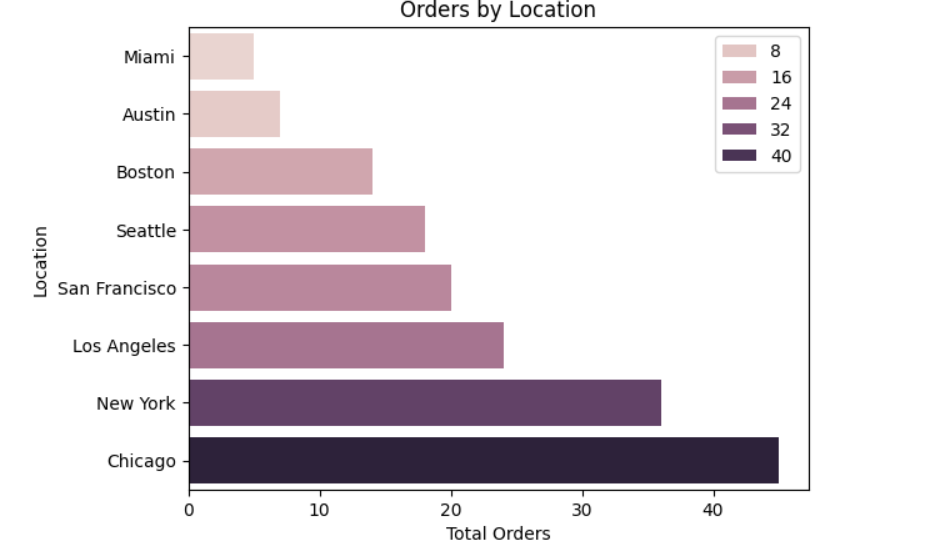 Orders by Location
8
16
24
32
40
Miami
Austin
Boston
Seattle
San Francisco
Los Angeles
New York
Chicago
Location
0 10 20 30 40
Total Orders